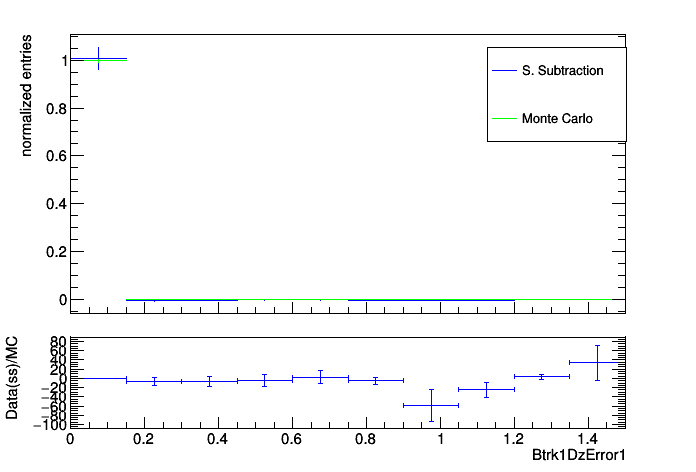 normalized entries
1
0.8
0.6
0.4
0.2
0
S. Subtraction
Monte Carlo
Data(ss)/MC
80
60
40
20
0
−20
−40
−60
−80
−100
0 0.2 0.4 0.6 0.8 1 1.2 1.4
Btrk1DzError1